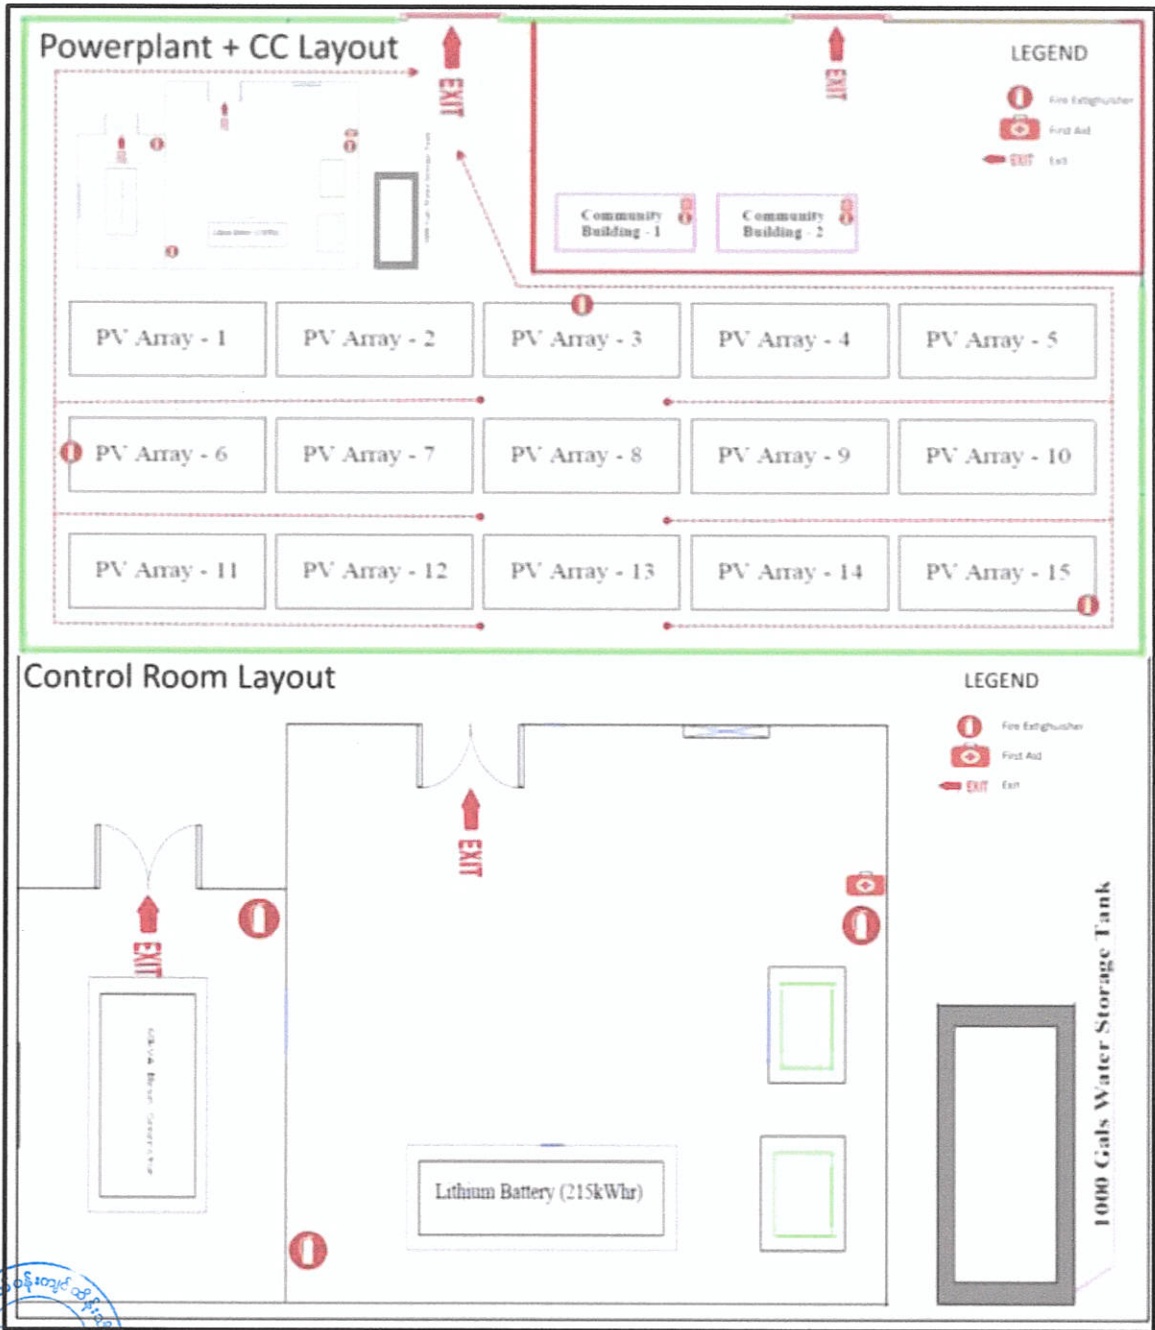 Powerplant + CC Layout
EXIT
EXIT
LEGEND
Fire Extighuisher
First Aid
EXIT Exit
Community
Building - 1
Community
Building - 2
PV Array - 1
PV Array - 2
PV Array - 3
PV Array - 4
PV Array - 5
PV Array - 6
PV Array - 7
PV Array - 8
PV Array - 9
PV Array - 10
PV Array - 11
PV Array - 12
PV Array - 13
PV Array - 14
PV Array - 15
Control Room Layout
LEGEND
Fire Extighuisher
First Aid
EXIT Exit
EXIT
EXIT
Lithium Battery (215kWhr)
1000 Gals Water Storage Tank